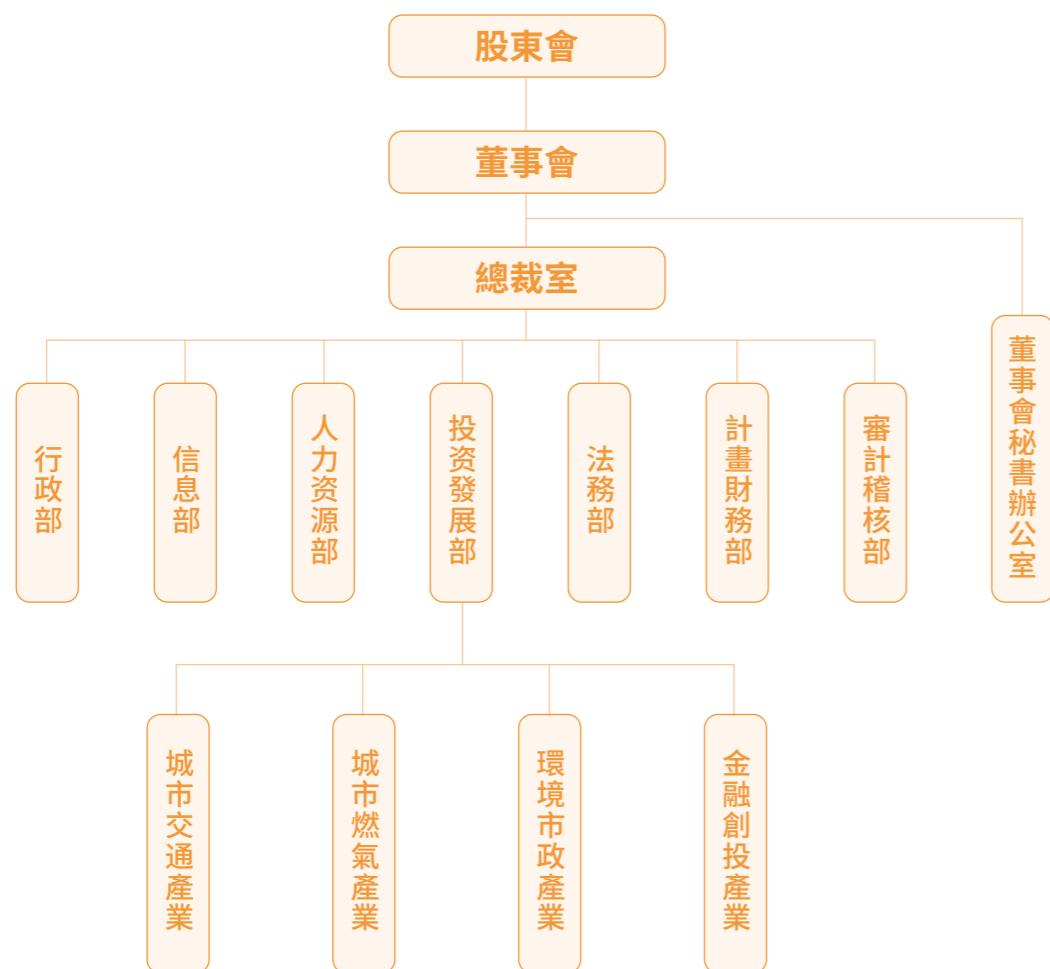 股東會
董事會
總裁室
董事會秘書辦公室
行政部
信息部
人力资源部
投资發展部
法務部
計畫財務部
審計稽核部
城市交通產業
城市燃氣產業
環境市政產業
金融創投產業